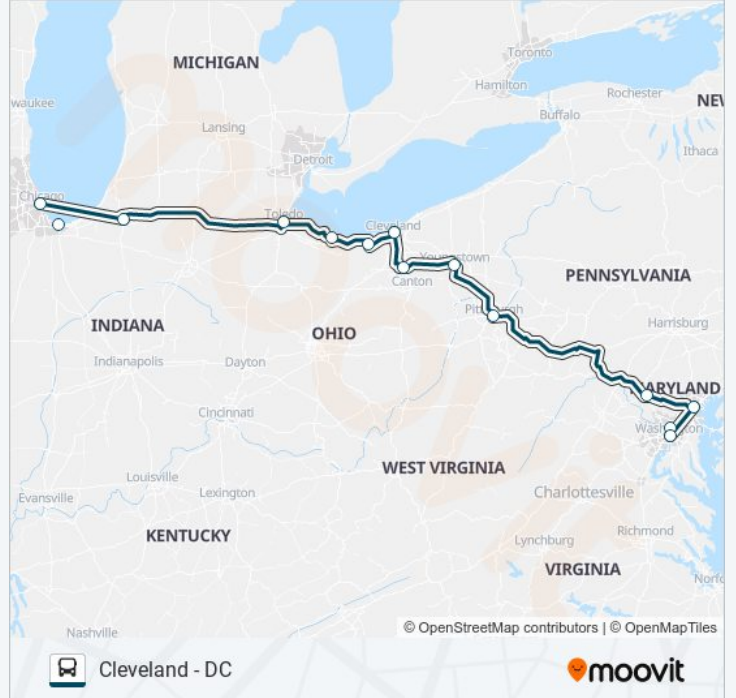 MICHIGAN
Toronto
Hamilton
Rochester
NEW
waukee
Buffalo
Lansing
Ithaca
Detroit
Chicago
Toledo
Cleveland
Youngstown
Canton
PENNSYLVANIA
Pittsburgh
INDIANA
OHIO
Harrisburg
Indianapolis
Dayton
MARYLAND
Cincinnati
Washington
WEST VIRGINIA
Louisville
Lexington
Charlottesville
Evansville
KENTUCKY
Richmond
Lynchburg
VIRGINIA
Norfo
Nashville
© OpenStreetMap contributors | © OpenMapTiles
Cleveland - DC
moovit